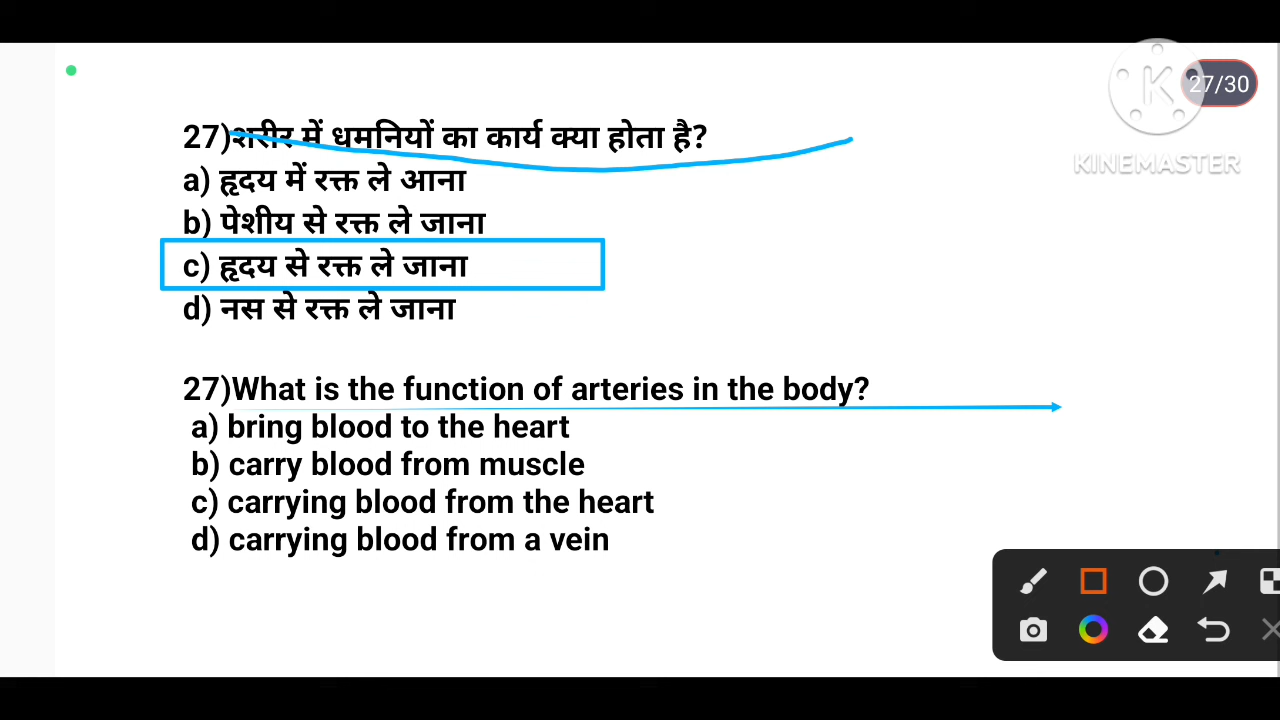 27/30
KINEMASTER
27)शरीर में धमनियों का कार्य क्या होता है?
a) हृदय में रक्त ले आना
b) पेशीय से रक्त ले जाना
c) हृदय से रक्त ले जाना
d) नस से रक्त ले जाना
27)What is the function of arteries in the body?
a) bring blood to the heart
b) carry blood from muscle
c) carrying blood from the heart
d) carrying blood from a vein